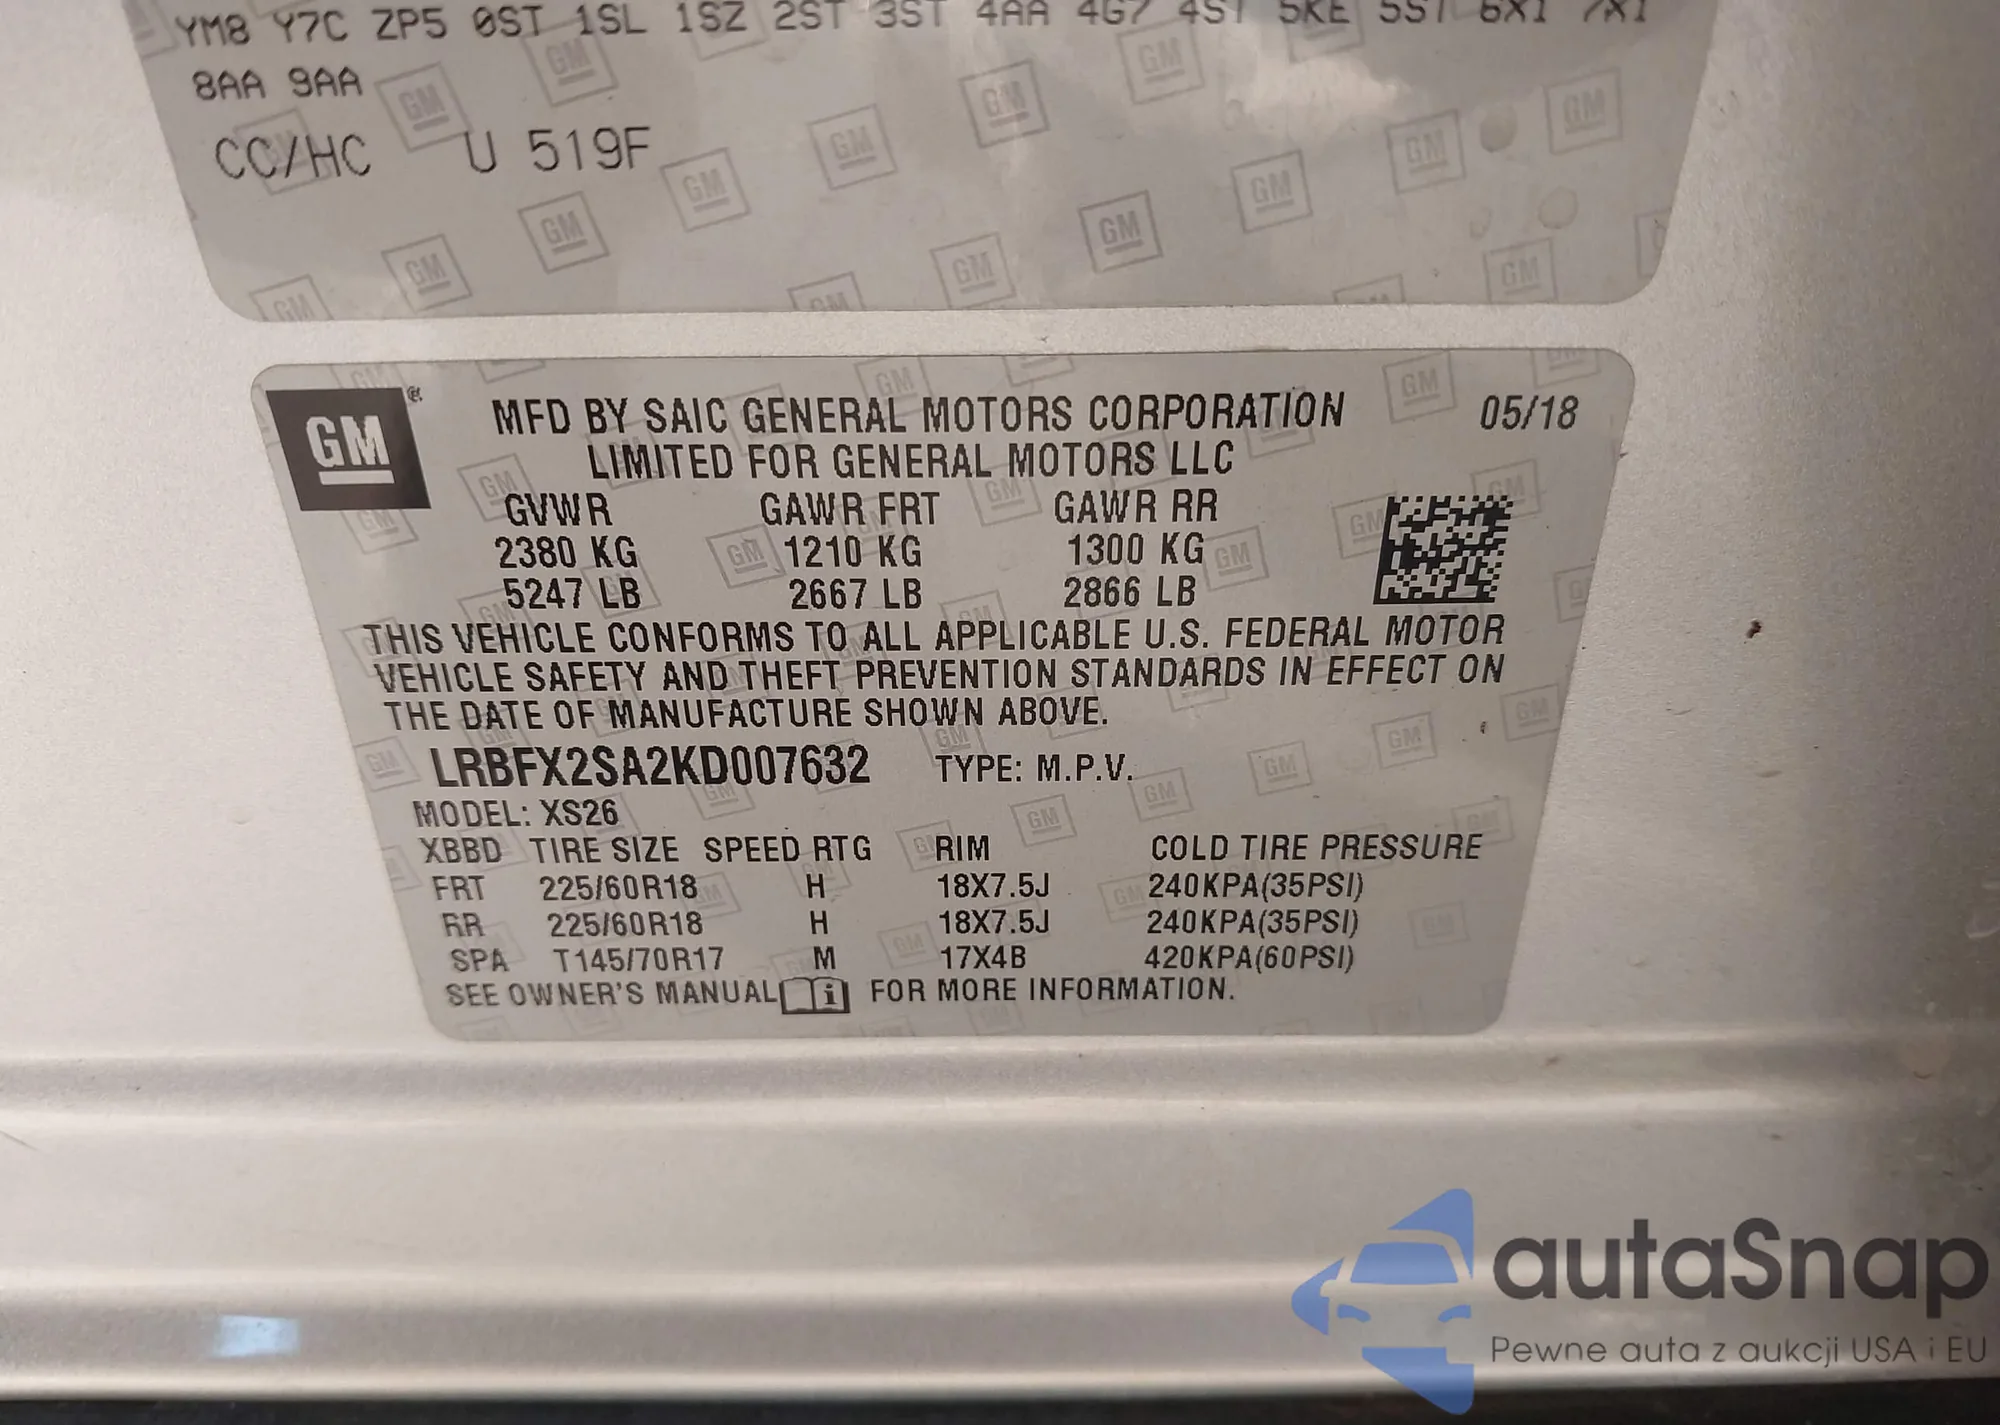 YM8 Y7C ZP5 0ST 1SL 1SZ 2ST 3ST 4AA 4G7 4ST 5KE 5ST 6X1 7X1
8AA 9AA
CC/HC U 519F
GM® MFD BY SAIC GENERAL MOTORS CORPORATION 05/18
LIMITED FOR GENERAL MOTORS LLC
GVWR GAWR FRT GAWR RR
2380 KG 1210 KG 1300 KG
5247 LB 2667 LB 2866 LB
THIS VEHICLE CONFORMS TO ALL APPLICABLE U.S. FEDERAL MOTOR
VEHICLE SAFETY AND THEFT PREVENTION STANDARDS IN EFFECT ON
THE DATE OF MANUFACTURE SHOWN ABOVE.
LRBFX2SA2KD007632 TYPE: M.P.V.
MODEL: XS26
XBBD TIRE SIZE SPEED RTG RIM COLD TIRE PRESSURE
FRT 225/60R18 H 18X7.5J 240KPA(35PSI)
RR 225/60R18 H 18X7.5J 240KPA(35PSI)
SPA T145/70R17 M 17X4B 420KPA(60PSI)
SEE OWNER'S MANUAL i FOR MORE INFORMATION.
autaSnap
Pewne auta z aukcji USA i EU